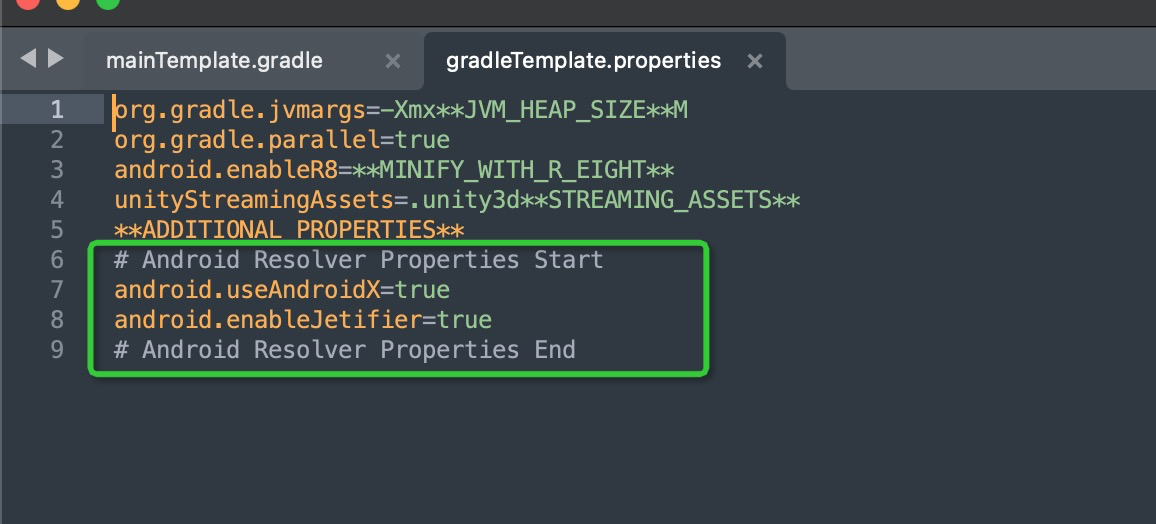 mainTemplate.gradle ×
gradleTemplate.properties ×
1 org.gradle.jvmargs=-Xmx**JVM_HEAP_SIZE**M
2 org.gradle.parallel=true
3 android.enableR8=**MINIFY_WITH_R_EIGHT**
4 unityStreamingAssets=.unity3d**STREAMING_ASSETS**
5 **ADDITIONAL_PROPERTIES**
6 # Android Resolver Properties Start
7 android.useAndroidX=true
8 android.enableJetifier=true
9 # Android Resolver Properties End